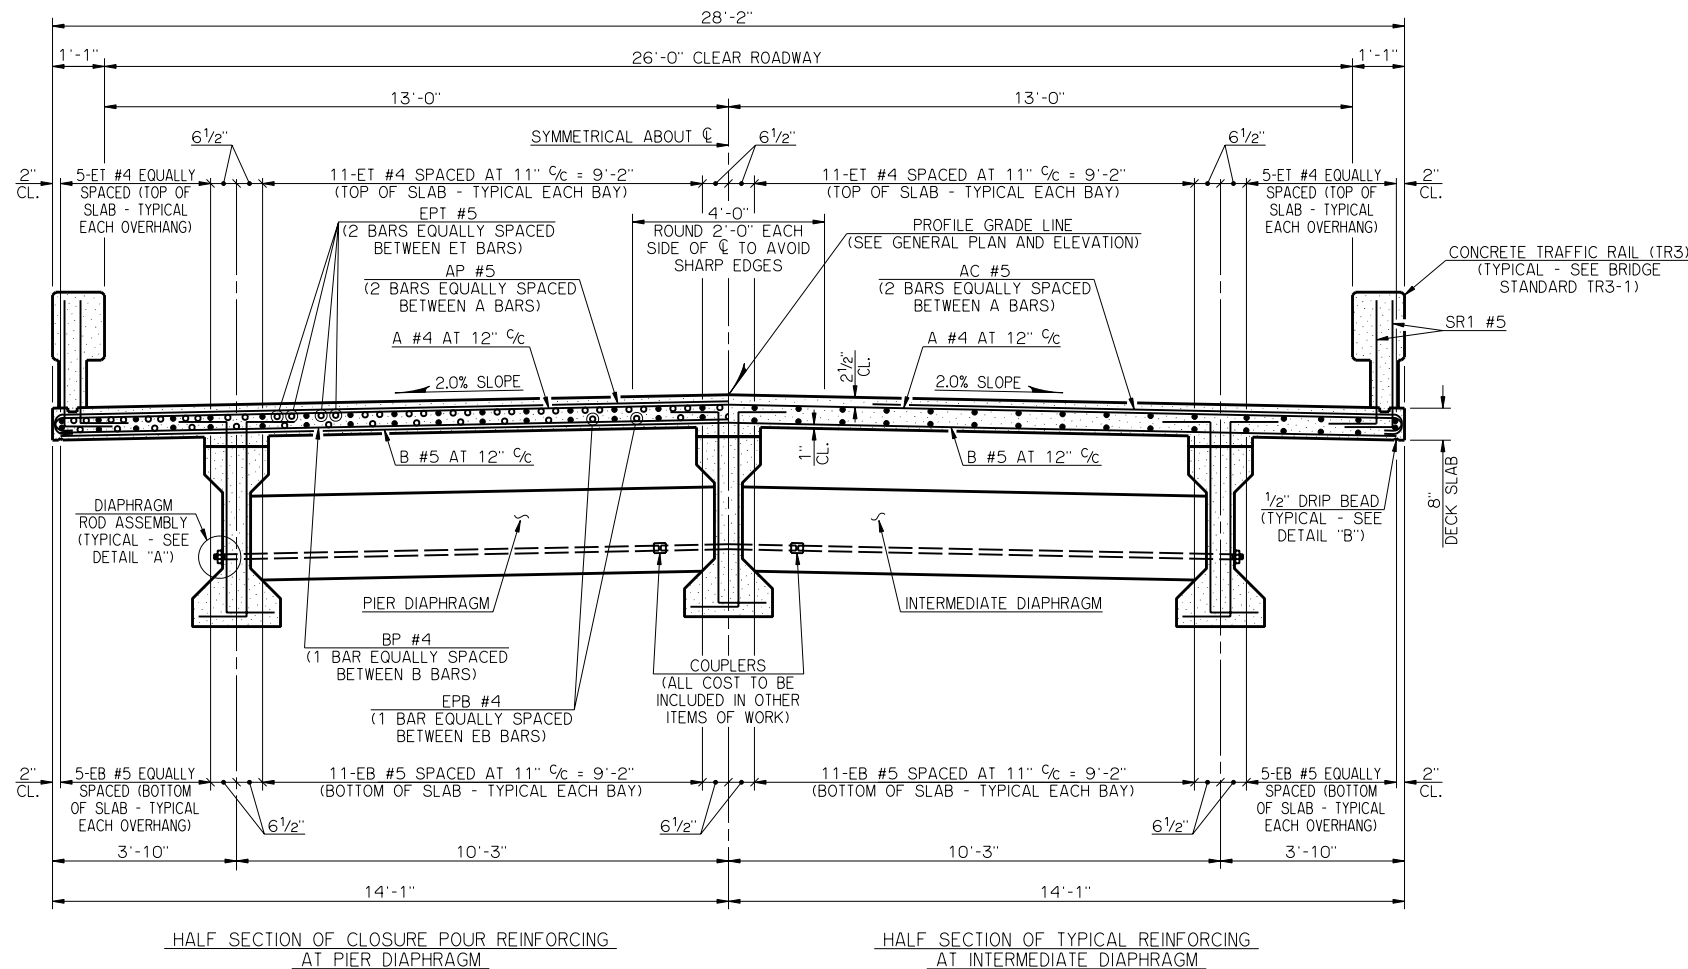 28'-2"
1'-1"
26'-0" CLEAR ROADWAY
1'-1"
13'-0"
13'-0"
6 1/2"
SYMMETRICAL ABOUT ℄
6 1/2"
6 1/2"
2"
CL.
5-ET #4 EQUALLY
SPACED (TOP OF
SLAB - TYPICAL
EACH OVERHANG)
11-ET #4 SPACED AT 11" C/c = 9'-2"
(TOP OF SLAB - TYPICAL EACH BAY)
11-ET #4 SPACED AT 11" C/c = 9'-2"
(TOP OF SLAB - TYPICAL EACH BAY)
5-ET #4 EQUALLY
SPACED (TOP OF
SLAB - TYPICAL
EACH OVERHANG)
2"
CL.
EPT #5
(2 BARS EQUALLY SPACED
BETWEEN ET BARS)
4'-0"
ROUND 2'-0" EACH
SIDE OF ℄ TO AVOID
SHARP EDGES
PROFILE GRADE LINE
(SEE GENERAL PLAN AND ELEVATION)
CONCRETE TRAFFIC RAIL (TR3)
(TYPICAL - SEE BRIDGE
STANDARD TR3-1)
AP #5
(2 BARS EQUALLY SPACED
BETWEEN A BARS)
AC #5
(2 BARS EQUALLY SPACED
BETWEEN A BARS)
SR1 #5
A #4 AT 12" C/c
A #4 AT 12" C/c
2 1/2"
CL.
2.0% SLOPE
2.0% SLOPE
B #5 AT 12" C/c
1"
CL.
B #5 AT 12" C/c
8"
DECK SLAB
DIAPHRAGM
ROD ASSEMBLY
(TYPICAL - SEE
DETAIL "A")
1/2" DRIP BEAD
(TYPICAL - SEE
DETAIL "B")
PIER DIAPHRAGM
INTERMEDIATE DIAPHRAGM
BP #4
(1 BAR EQUALLY SPACED
BETWEEN B BARS)
COUPLERS
(ALL COST TO BE
INCLUDED IN OTHER
ITEMS OF WORK)
EPB #4
(1 BAR EQUALLY SPACED
BETWEEN EB BARS)
2"
CL.
5-EB #5 EQUALLY
SPACED (BOTTOM
OF SLAB - TYPICAL
EACH OVERHANG)
11-EB #5 SPACED AT 11" C/c = 9'-2"
(BOTTOM OF SLAB - TYPICAL EACH BAY)
11-EB #5 SPACED AT 11" C/c = 9'-2"
(BOTTOM OF SLAB - TYPICAL EACH BAY)
5-EB #5 EQUALLY
SPACED (BOTTOM
OF SLAB - TYPICAL
EACH OVERHANG)
2"
CL.
6 1/2"
6 1/2"
6 1/2"
3'-10"
10'-3"
10'-3"
3'-10"
14'-1"
14'-1"
HALF SECTION OF CLOSURE POUR REINFORCING
AT PIER DIAPHRAGM
HALF SECTION OF TYPICAL REINFORCING
AT INTERMEDIATE DIAPHRAGM